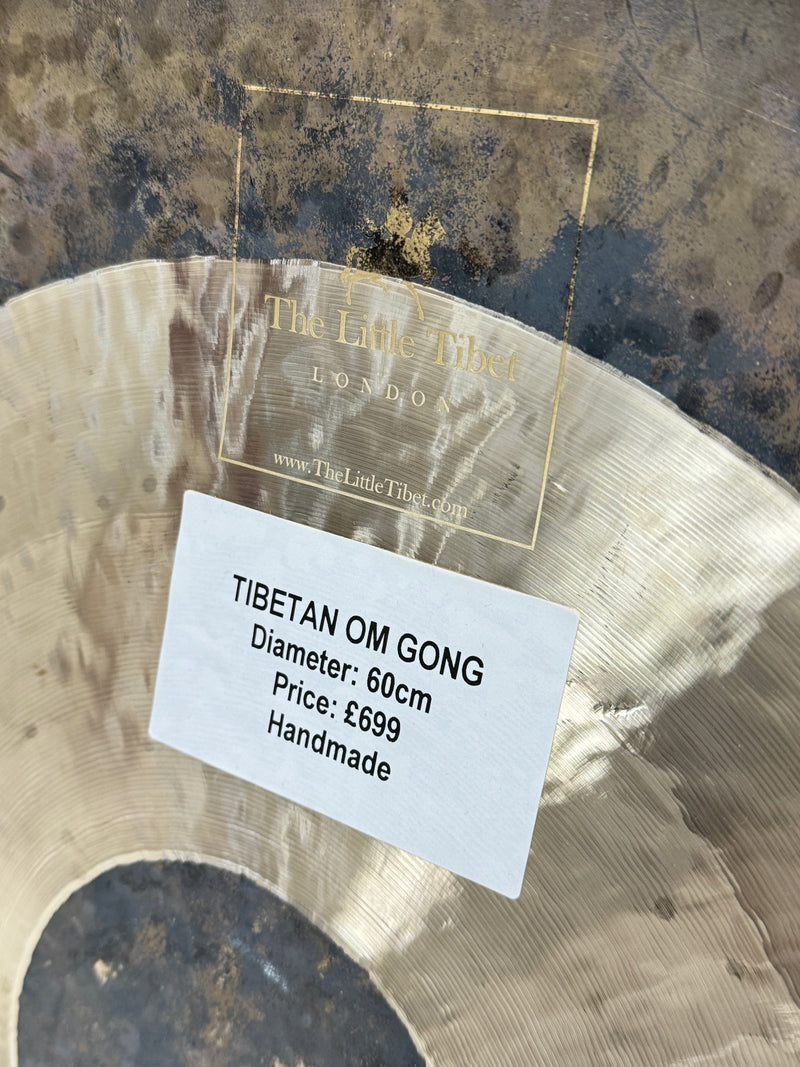 The Little Tibet
LONDON
www.TheLittleTibet.com
TIBETAN OM GONG
Diameter: 60cm
Price: £699
Handmade